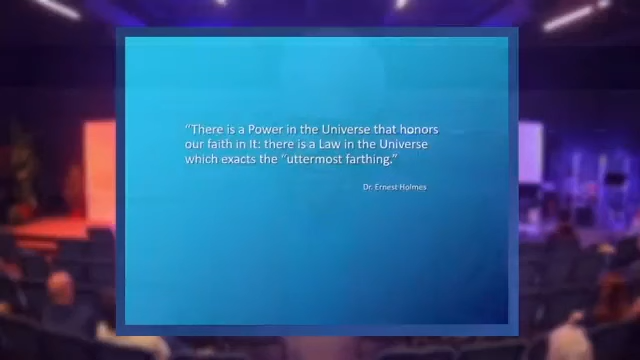 “There is a Power in the Universe that honors
our faith in It: there is a Law in the Universe
which exacts the “uttermost farthing.”
Dr. Ernest Holmes